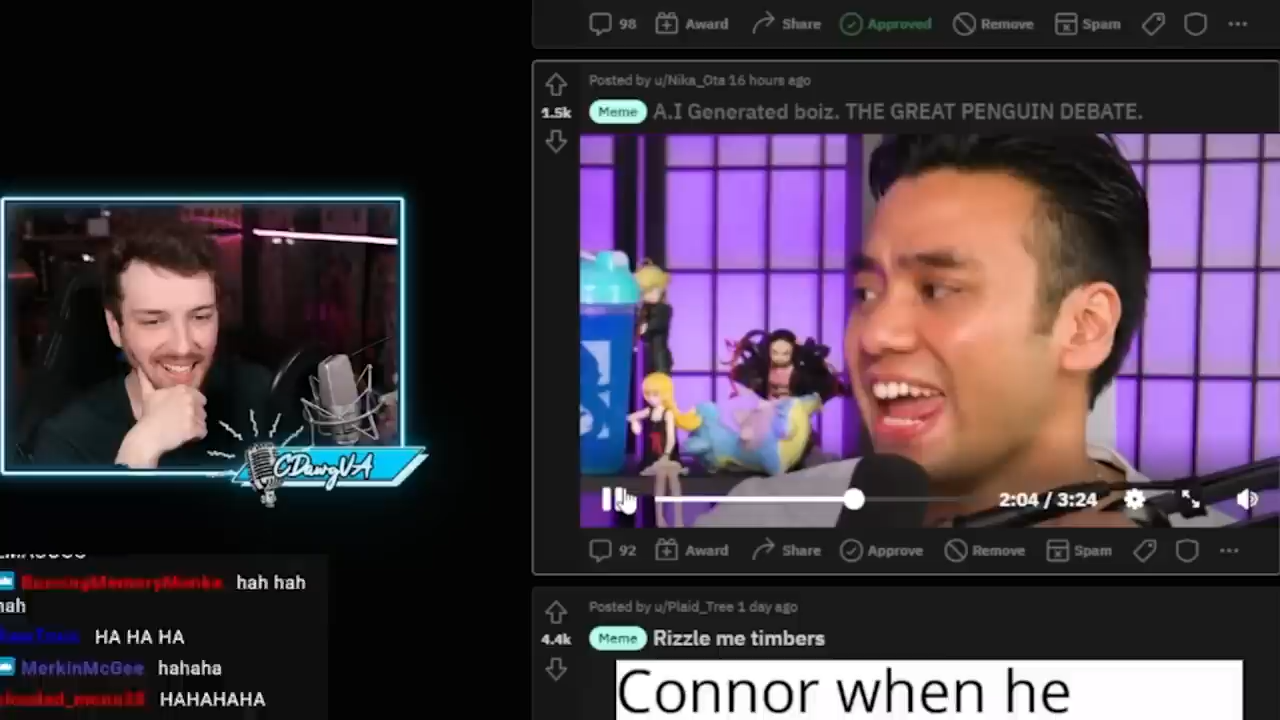 98 Award Share Approved Remove Spam
Posted by u/Nika_Ota 16 hours ago
1.5k
Meme A.I Generated boiz. THE GREAT PENGUIN DEBATE.
CDawgVA
2:04 / 3:24
92 Award Share Approve Remove Spam
hah hah
hah
HA HA HA
MerkinMcGee hahaha
HAHAHAHA
Posted by u/Plaid_Tree 1 day ago
4.4k
Meme Rizzle me timbers
Connor when he